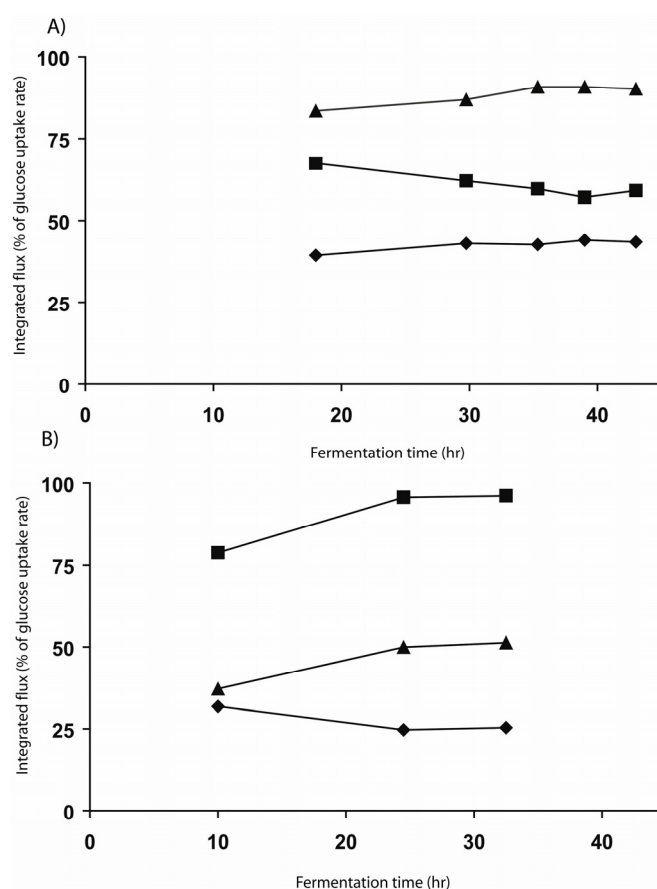 A)
Integrated flux (% of glucose uptake rate)
100
75
50
25
0
0 10 20 30 40
Fermentation time (hr)
B)
Integrated flux (% of glucose uptake rate)
100
75
50
25
0
0 10 20 30 40
Fermentation time (hr)